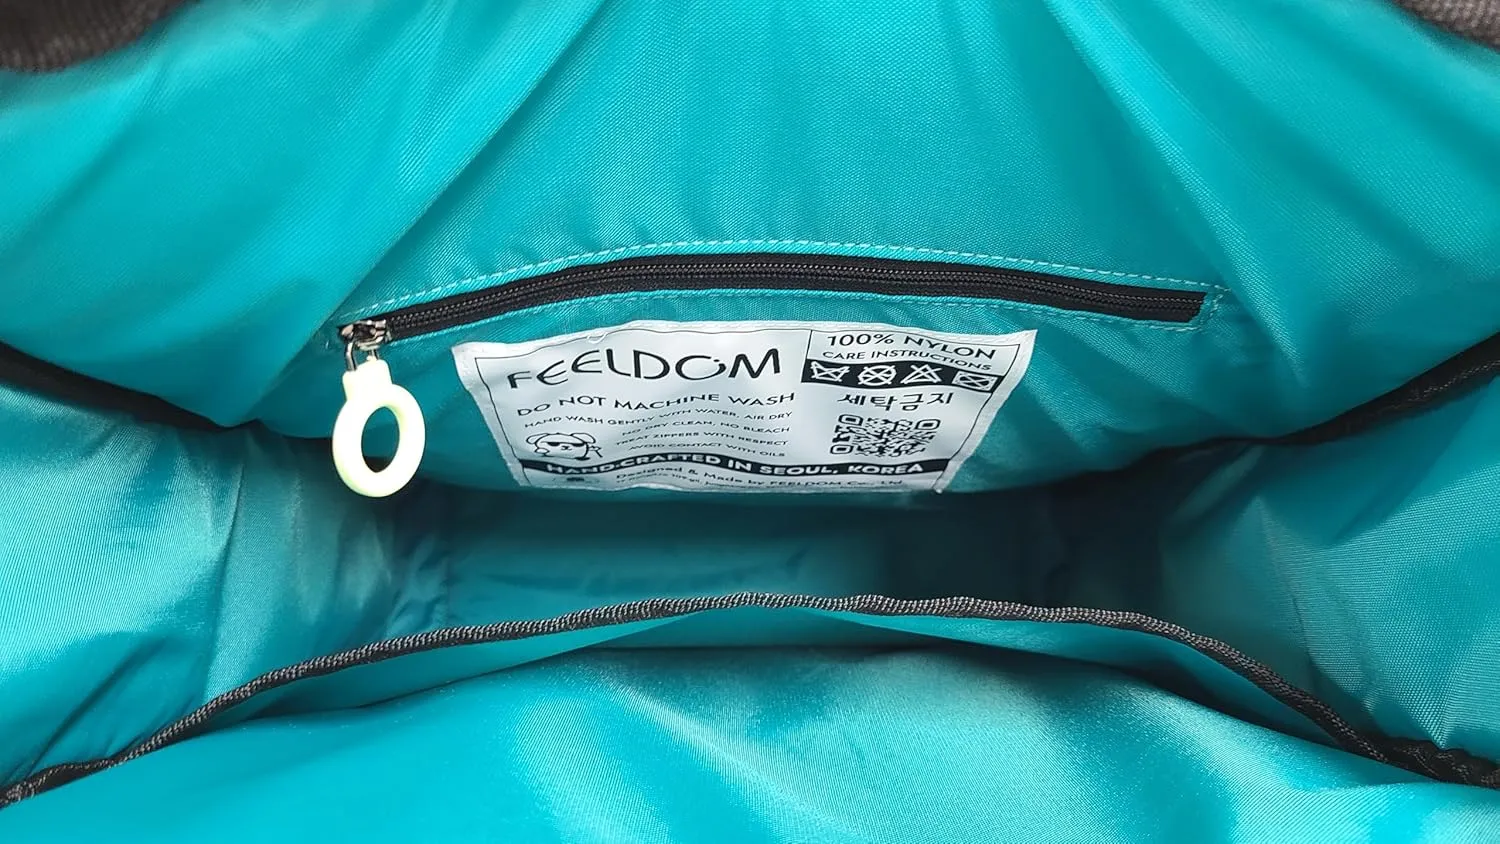 FEELDOM
100% NYLON
CARE INSTRUCTIONS
세탁금지
DO NOT MACHINE WASH
HAND WASH GENTLY WITH WATER, AIR DRY
DO NOT DRY CLEAN, NO BLEACH
TREAT ZIPPERS WITH RESPECT
AVOID CONTACT WITH OILS
HAND-CRAFTED IN SEOUL, KOREA
Designed & Made by FEELDOM Co., Ltd.